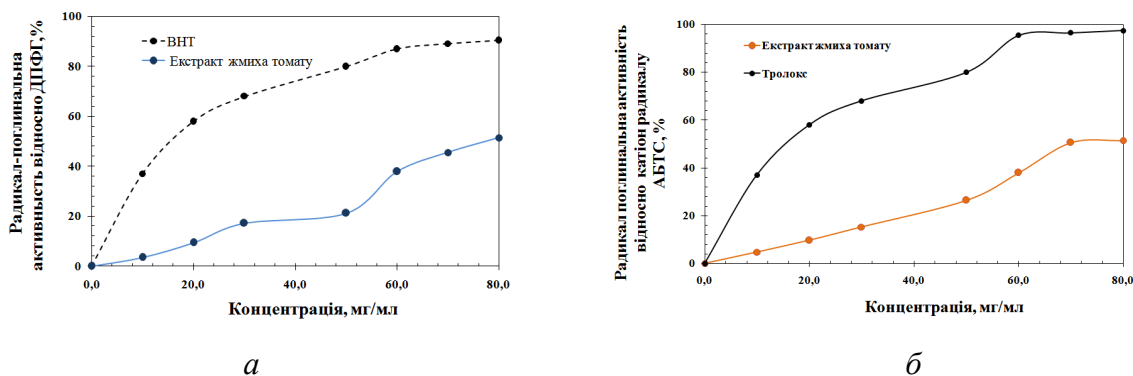 Радикал-поглинальна
активнысть відносно ДПФГ,%
100
80
60
40
20
0
BHT
Екстракт жмиха томату
0,0
20,0
40,0
60,0
80,0
Концентрація, мг/мл
а
Радикал поглинальна активність
відносно катіон радикалу
АБТС, %
100
80
60
40
20
0
Екстракт жмиха томату
Тролокс
0,0
20,0
40,0
60,0
80,0
Концентрація, мг/мл
б